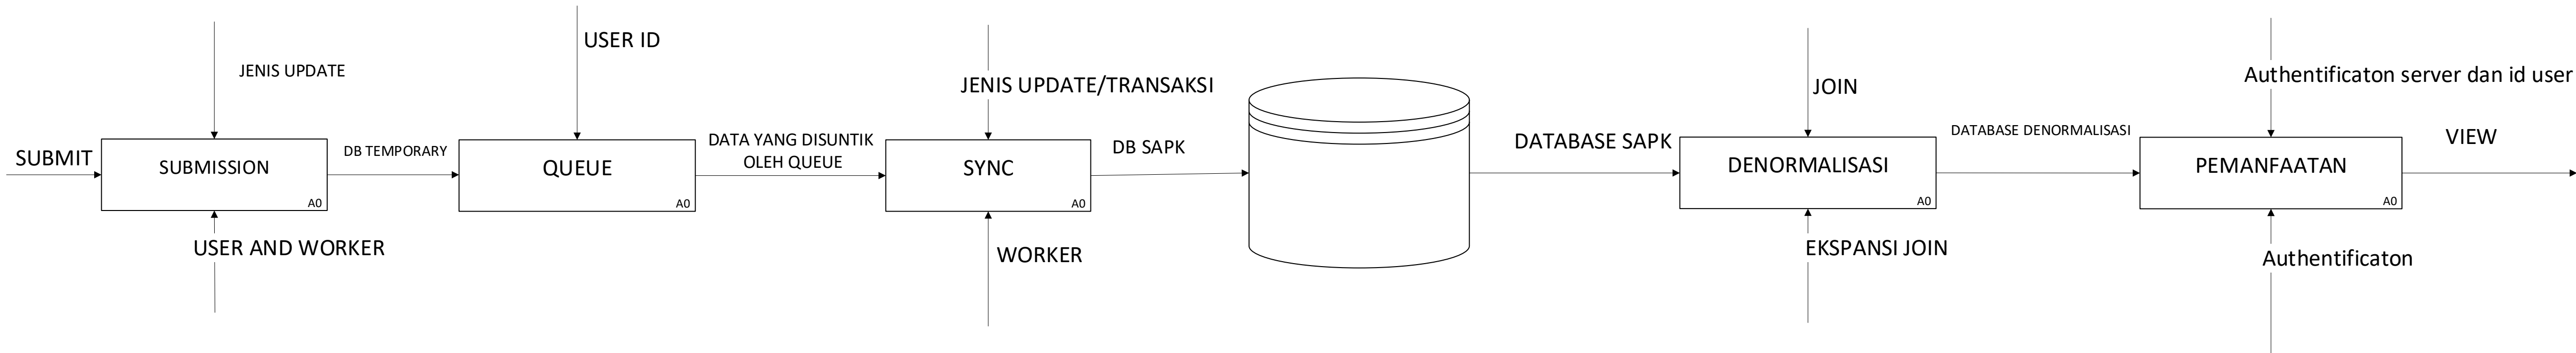 SUBMIT
JENIS UPDATE
SUBMISSION
A0
USER AND WORKER
DB TEMPORARY
USER ID
QUEUE
A0
DATA YANG DISUNTIK
OLEH QUEUE
JENIS UPDATE/TRANSAKSI
SYNC
A0
WORKER
DB SAPK
DATABASE SAPK
JOIN
DENORMALISASI
A0
EKSPANSI JOIN
DATABASE DENORMALISASI
Authentificaton server dan id user
PEMANFAATAN
A0
Authentificaton
VIEW